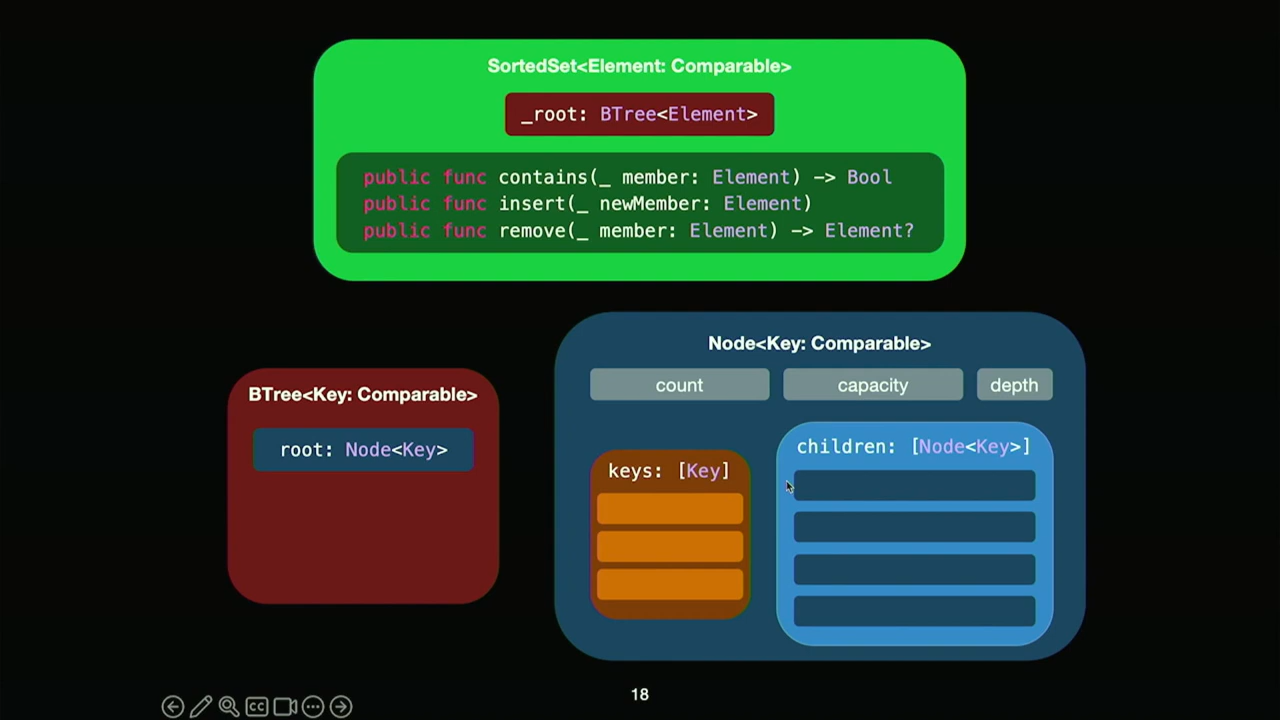 SortedSet<Element: Comparable>
_root: BTree<Element>
public func contains(_ member: Element) -> Bool
public func insert(_ newMember: Element)
public func remove(_ member: Element) -> Element?
BTree<Key: Comparable>
root: Node<Key>
Node<Key: Comparable>
count
capacity
depth
keys: [Key]
children: [Node<Key>]
18
CC